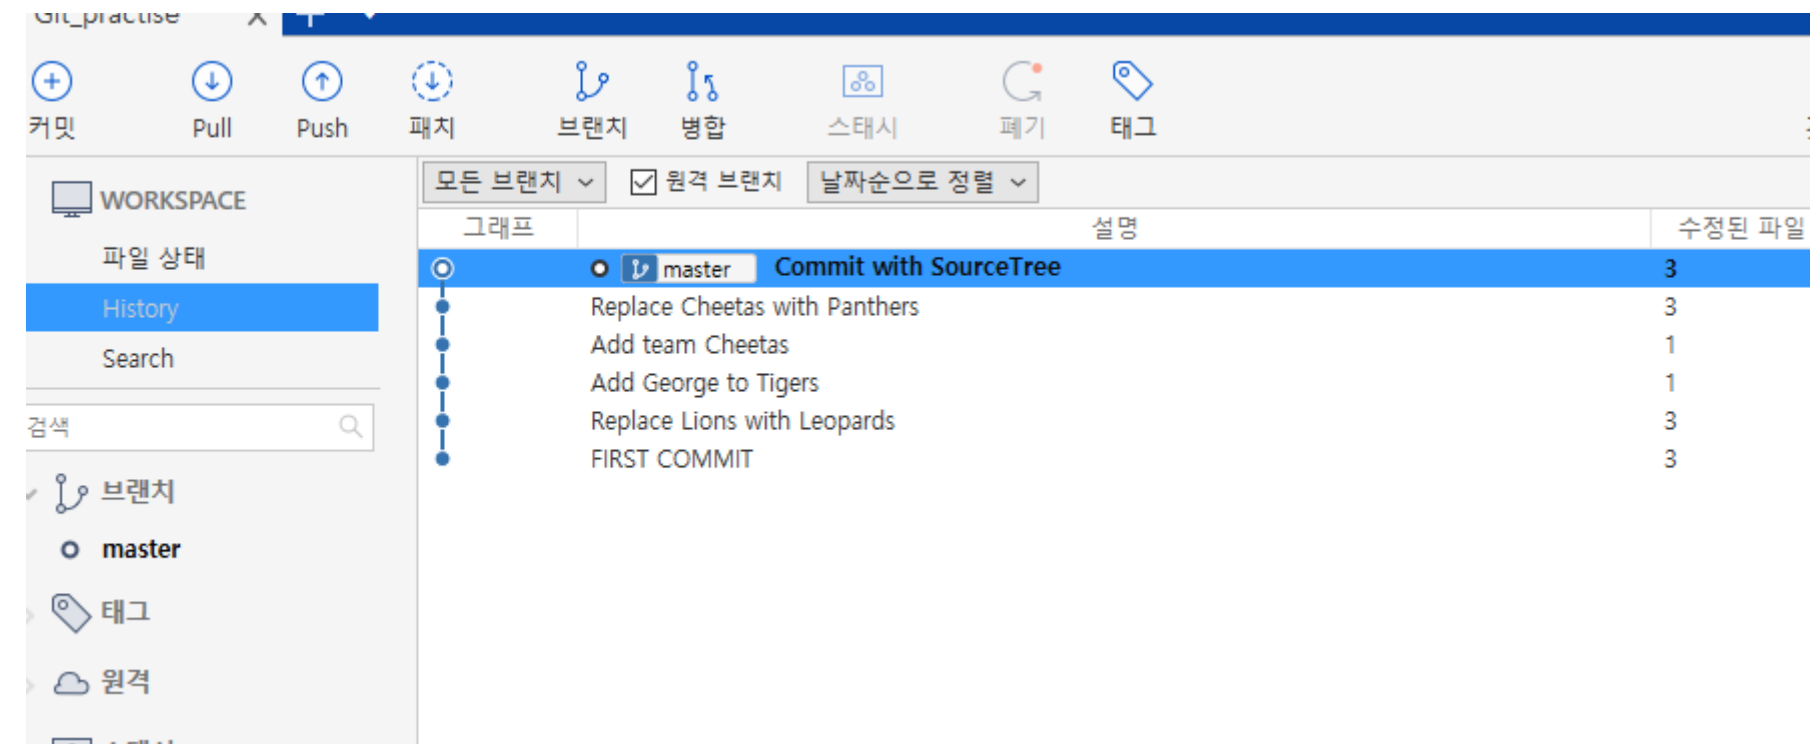 Git_practise
커밋 Pull Push 패치 브랜치 병합 스태시 폐기 태그
모든 브랜치 원격 브랜치 날짜순으로 정렬
WORKSPACE
그래프 설명 수정된 파일
파일 상태
master Commit with SourceTree 3
History
Replace Cheetas with Panthers 3
Search
Add team Cheetas 1
Add George to Tigers 1
검색
Replace Lions with Leopards 3
FIRST COMMIT 3
브랜치
master
태그
원격